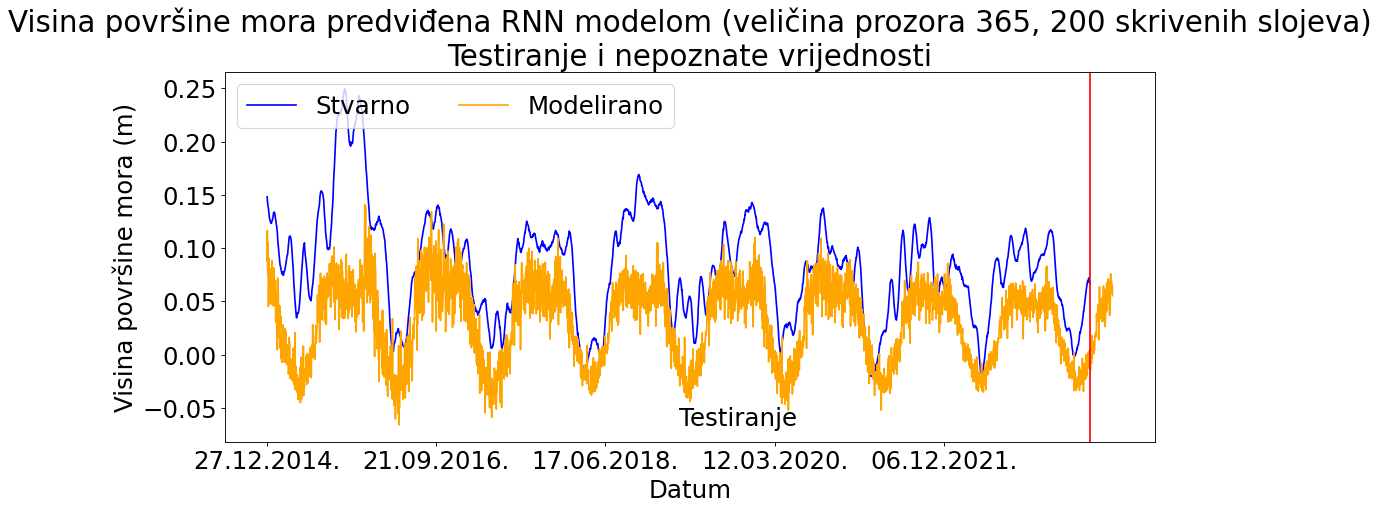 Visina površine mora predviđena RNN modelom (veličina prozora 365, 200 skrivenih slojeva)
Testiranje i nepoznate vrijednosti
Stvarno
Modelirano
Visina površine mora (m)
0.25
0.20
0.15
0.10
0.05
0.00
−0.05
Testiranje
27.12.2014.
21.09.2016.
17.06.2018.
12.03.2020.
06.12.2021.
Datum